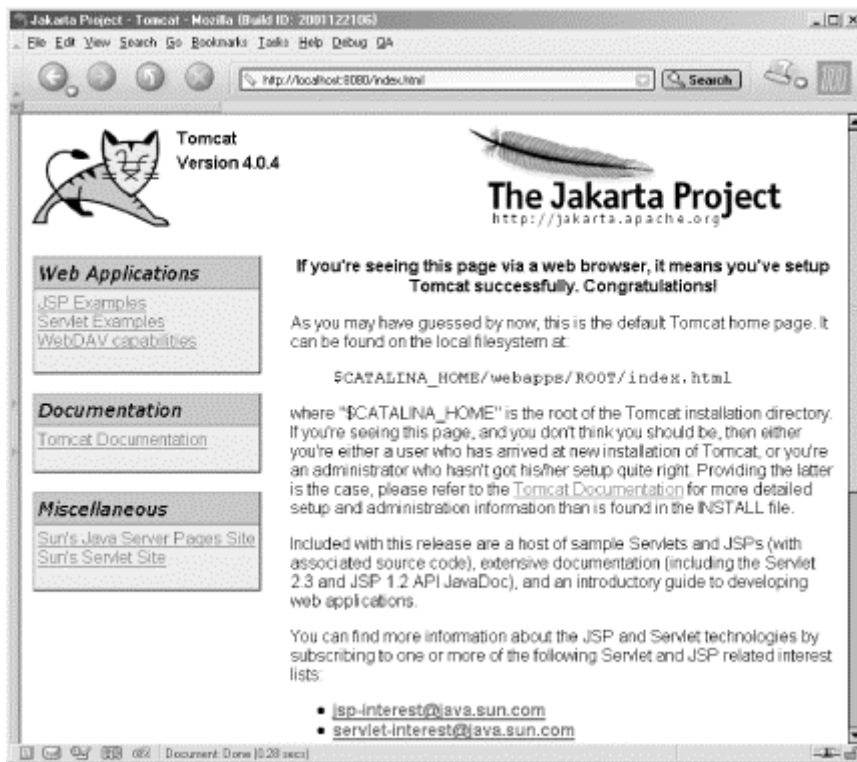 Jakarta Project - Tomcat - Mozilla {Build ID: 2001122106}
File Edit View Search Go Bookmarks Tasks Help Debug QA
http://localhost:8080/index.html
Search
Tomcat
Version 4.0.4
The Jakarta Project
http://jakarta.apache.org
Web Applications
JSP Examples
Servlet Examples
WebDAV capabilities
Documentation
Tomcat Documentation
Miscellaneous
Sun's Java Server Pages Site
Sun's Servlet Site
If you're seeing this page via a web browser, it means you've setup
Tomcat successfully. Congratulations!
As you may have guessed by now, this is the default Tomcat home page. It
can be found on the local filesystem at:
$CATALINA_HOME/webapps/ROOT/index.html
where "$CATALINA_HOME" is the root of the Tomcat installation directory.
If you're seeing this page, and you don't think you should be, then either
you're either a user who has arrived at new installation of Tomcat, or you're
an administrator who hasn't got his/her setup quite right. Providing the latter
is the case, please refer to the Tomcat Documentation for more detailed
setup and administration information than is found in the INSTALL file.
Included with this release are a host of sample Servlets and JSPs (with
associated source code), extensive documentation (including the Servlet
2.3 and JSP 1.2 API JavaDoc), and an introductory guide to developing
web applications.
You can find more information about the JSP and Servlet technologies by
subscribing to one or more of the following Servlet and JSP related interest
lists:
jsp-interest@java.sun.com
servlet-interest@java.sun.com
Document: Done (0.28 secs)